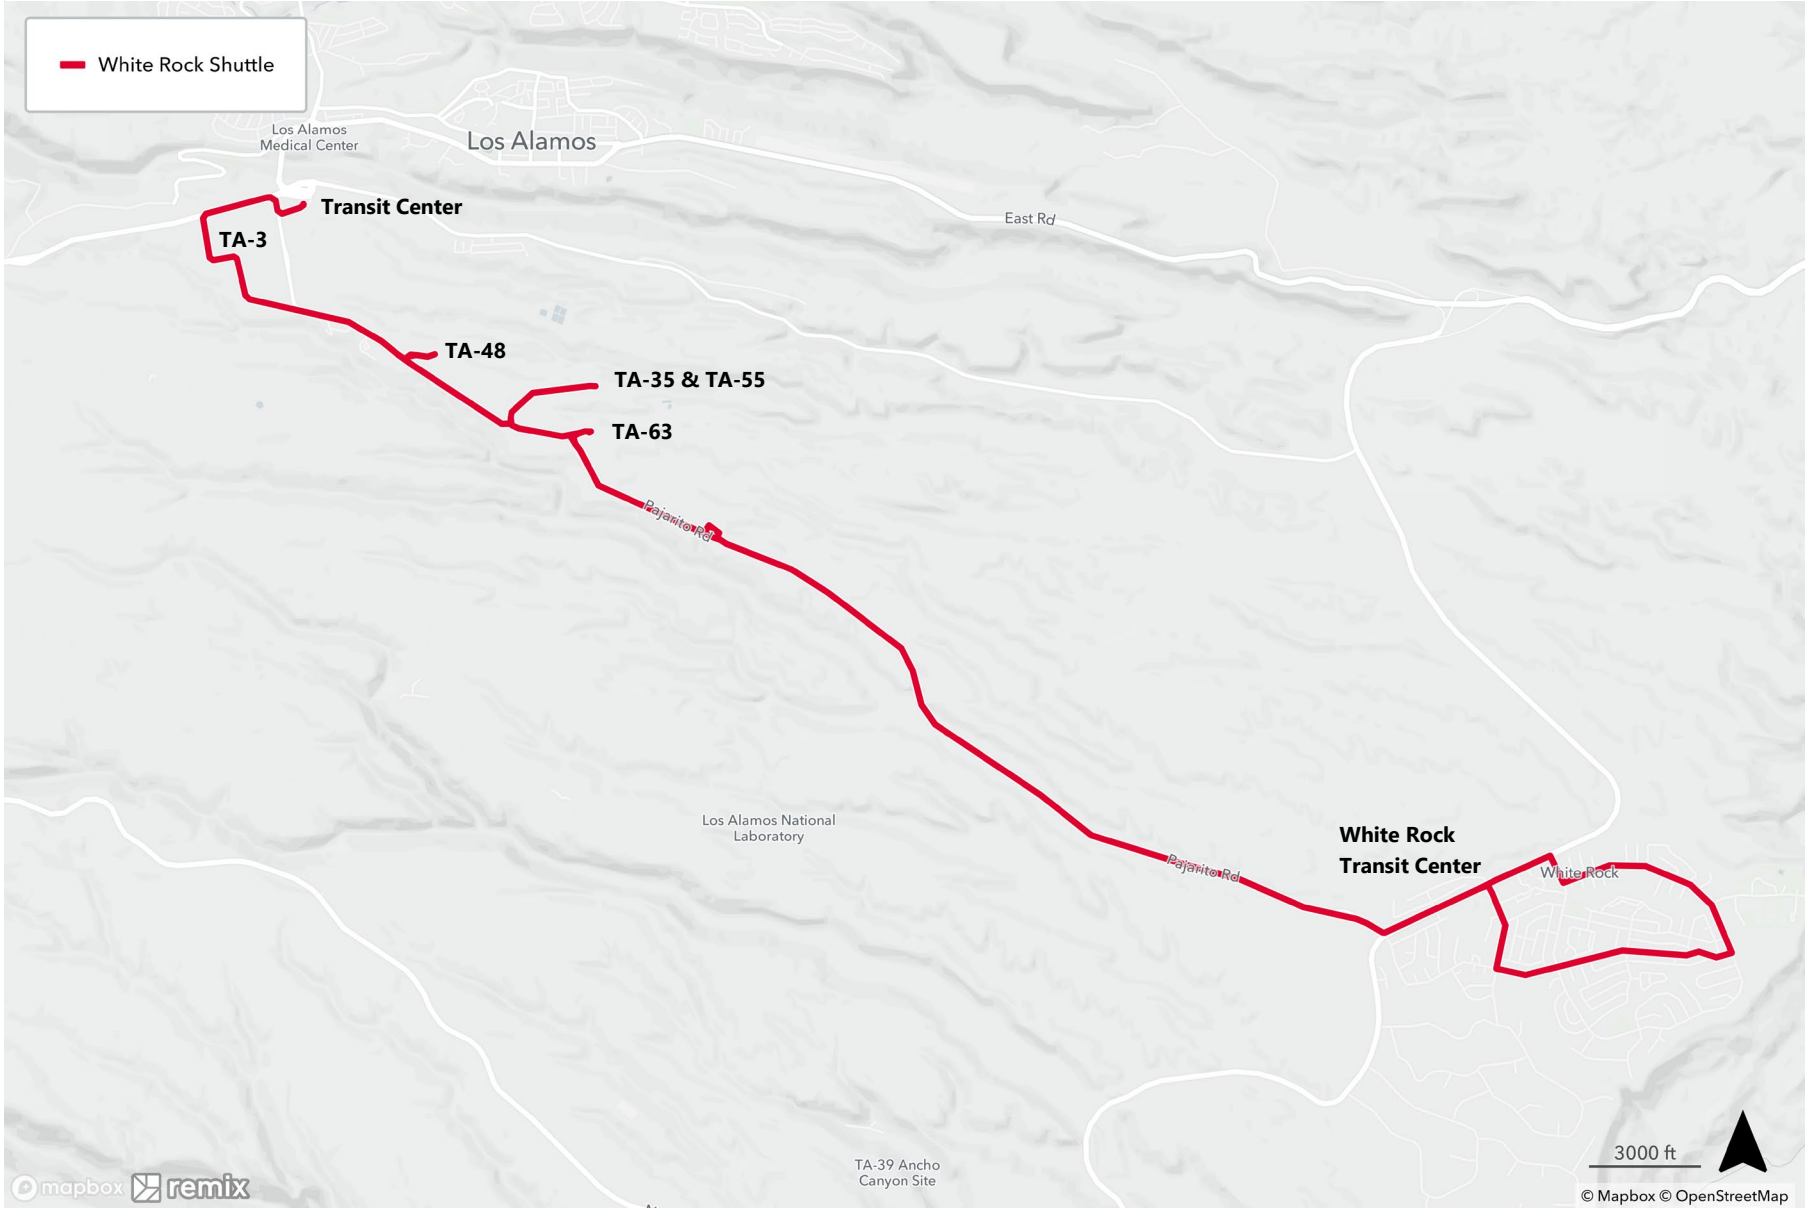 White Rock Shuttle
Los Alamos
Medical Center
Los Alamos
Transit Center
East Rd
TA-3
TA-48
TA-35 & TA-55
TA-63
Pajarito Rd
Los Alamos National
Laboratory
White Rock
Transit Center
Pajarito Rd
White Rock
3000 ft
TA-39 Ancho
Canyon Site
mapbox
remix
© Mapbox © OpenStreetMap